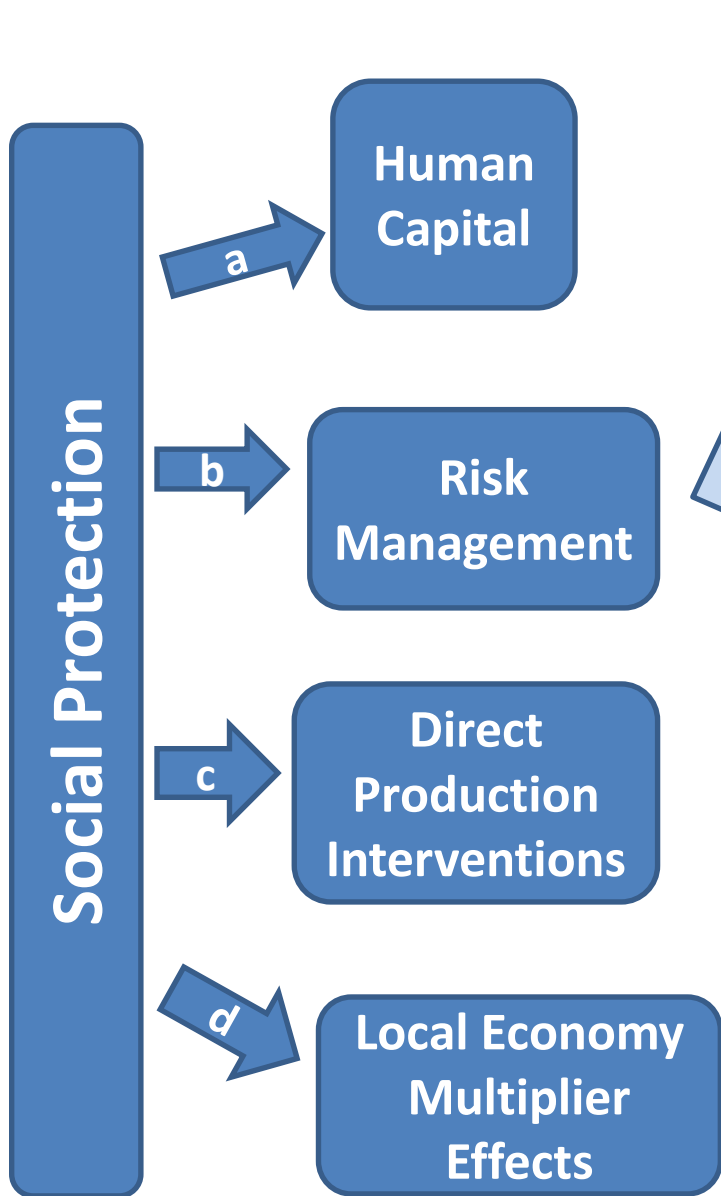 Social Protection
a
Human
Capital
b
Risk
Management
c
Direct
Production
Interventions
d
Local Economy
Multiplier
Effects